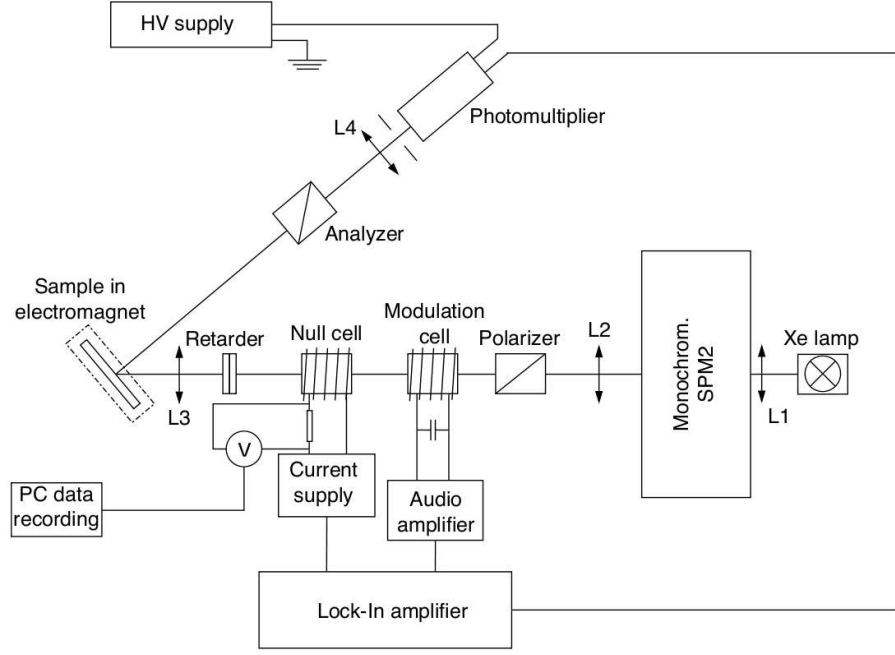 HV supply
Photomultiplier
L4
Analyzer
Sample in
electromagnet
Retarder
Null cell
Modulation
cell
Polarizer
L2
Monochrom.
SPM2
Xe lamp
L1
L3
V
Current
supply
Audio
amplifier
PC data
recording
Lock-In amplifier